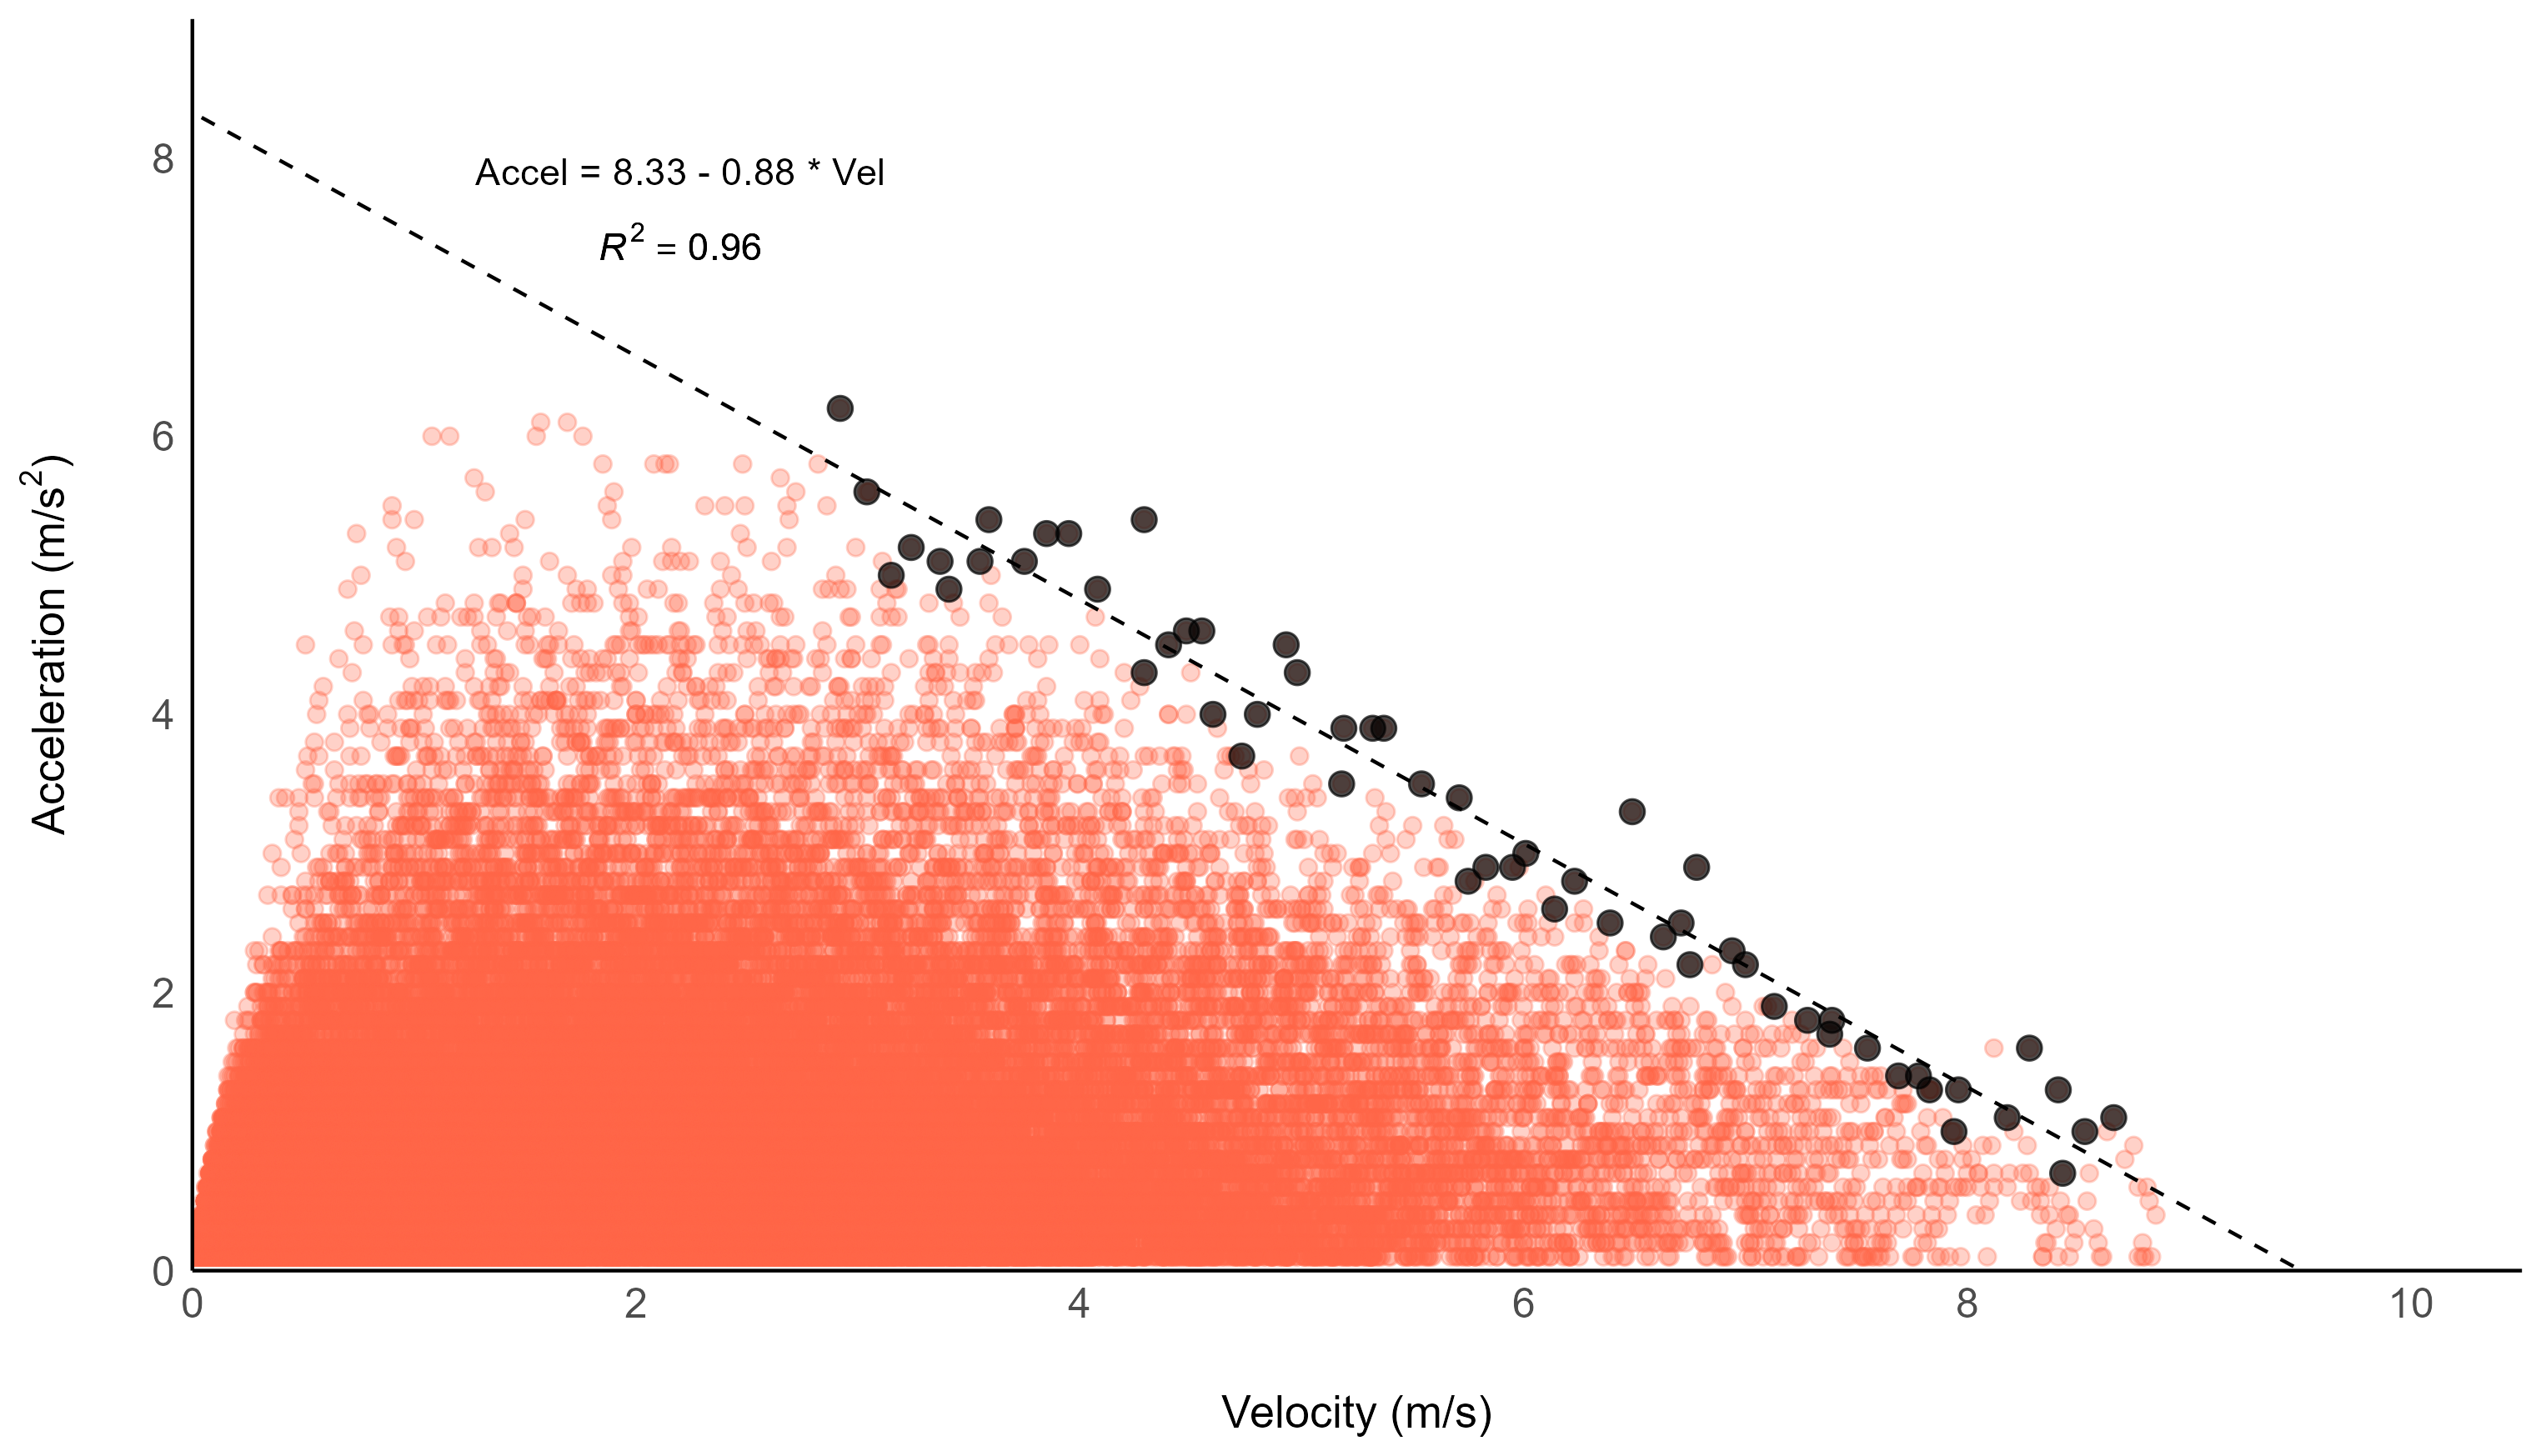 Accel = 8.33 - 0.88 * Vel
R² = 0.96
Acceleration (m/s²)
8
6
4
2
0
0 2 4 6 8 10
Velocity (m/s)